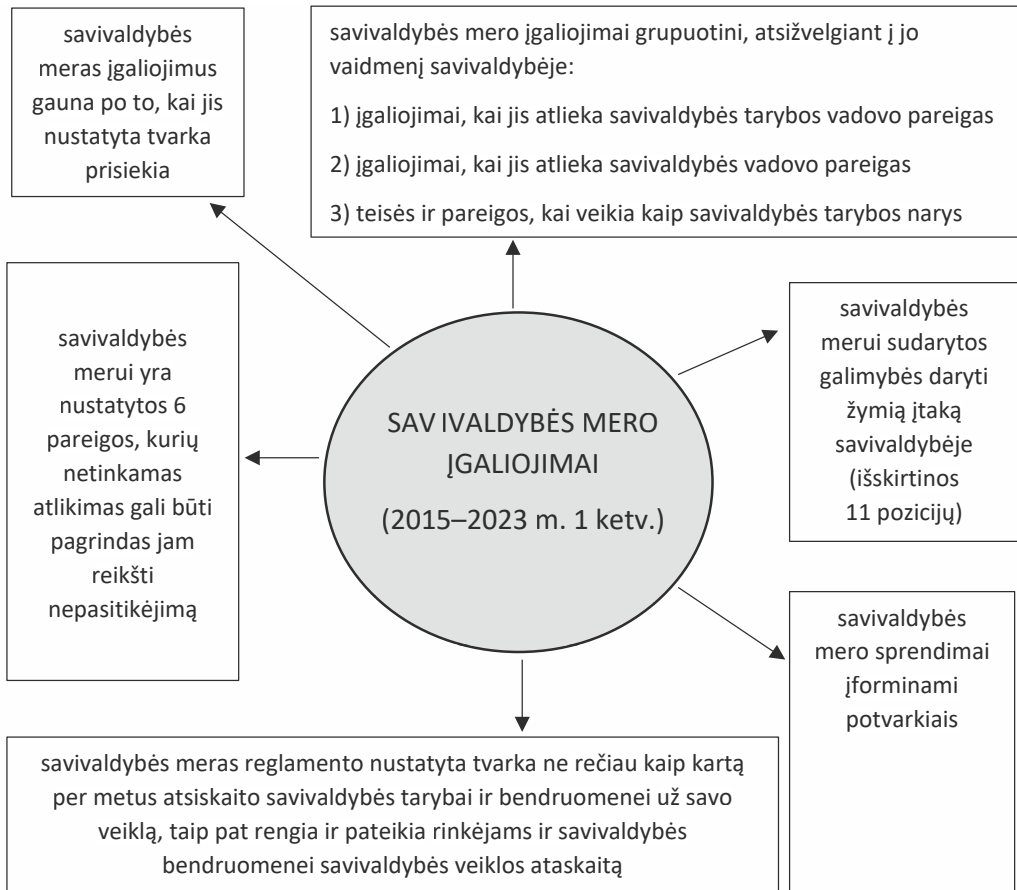 savivaldybės
meras įgaliojimus
gauna po to, kai jis
nustatyta tvarka
prisiekia
savivaldybės mero įgaliojimai grupuotini, atsižvelgiant į jo
vaidmenį savivaldybėje:
1) įgaliojimai, kai jis atlieka savivaldybės tarybos vadovo pareigas
2) įgaliojimai, kai jis atlieka savivaldybės vadovo pareigas
3) teisės ir pareigos, kai veikia kaip savivaldybės tarybos narys
savivaldybės
merui yra
nustatytos 6
pareigos, kurių
netinkamas
atlikimas gali būti
pagrindas jam
reikšti
nepasitikėjimą
SAVIVALDYBĖS MERO
ĮGALIOJIMAI
(2015–2023 m. 1 ketv.)
savivaldybės
merui sudarytos
galimybės daryti
žymią įtaką
savivaldybėje
(išskirtinos
11 pozicijų)
savivaldybės
mero sprendimai
įforminami
potvarkiais
savivaldybės meras reglamento nustatyta tvarka ne rečiau kaip kartą
per metus atsiskaito savivaldybės tarybai ir bendruomenei už savo
veiklą, taip pat rengia ir pateikia rinkėjams ir savivaldybės
bendruomenei savivaldybės veiklos ataskaitą